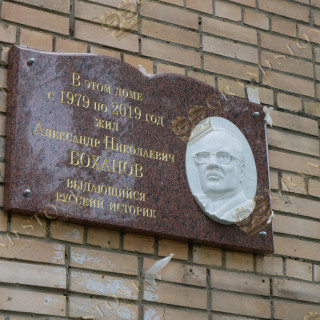 В этом доме
с 1979 по 2019 год
жил
Александр Николаевич
БОХАНОВ
выдающийся
русский историк